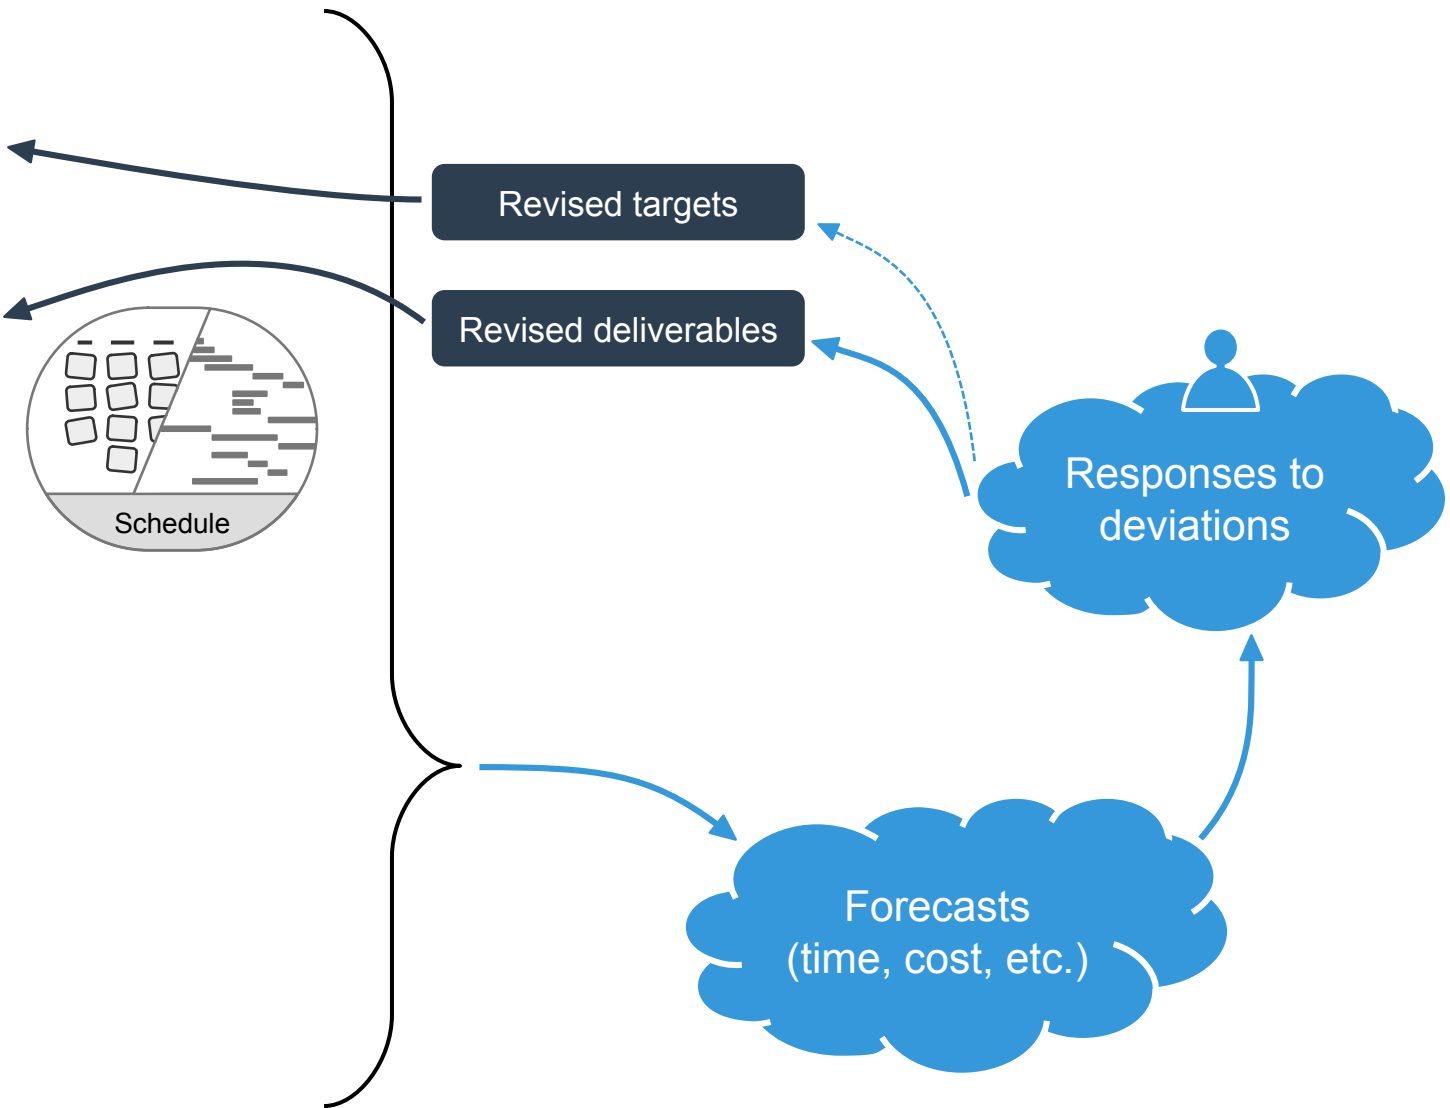 Revised targets
Revised deliverables
Responses to
deviations
Schedule
Forecasts
(time, cost, etc.)